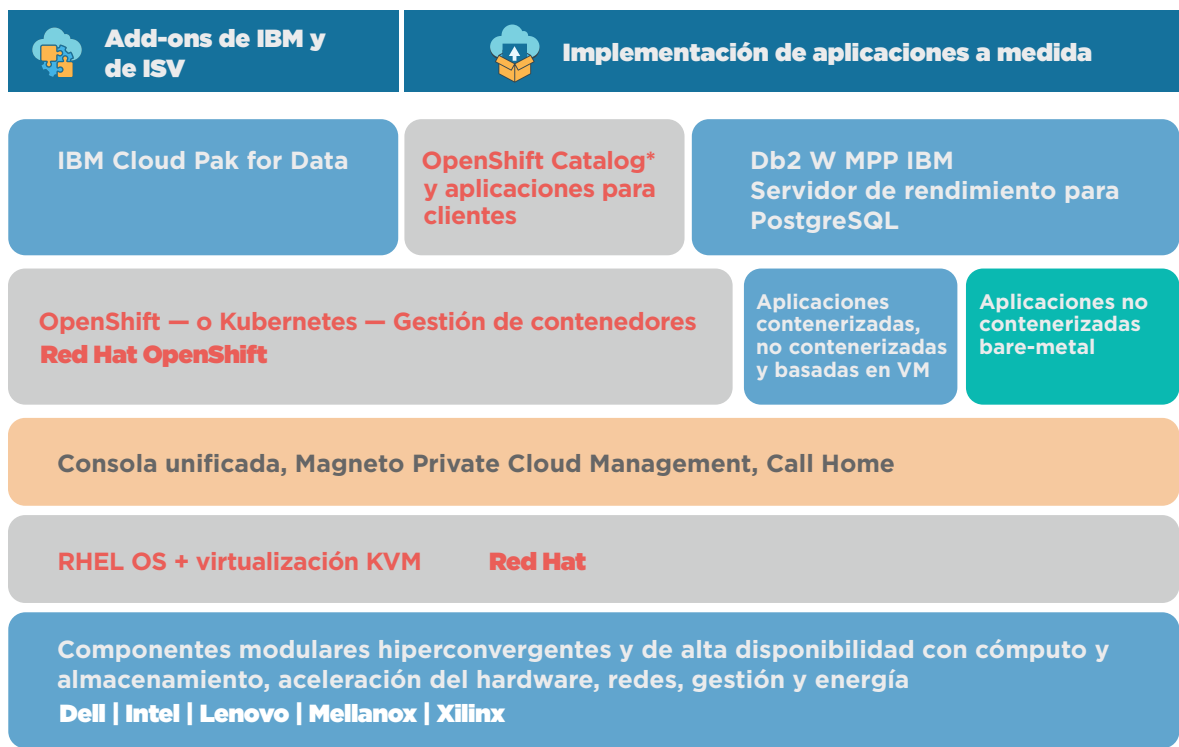 Add-ons de IBM y
de ISV
Implementación de aplicaciones a medida
IBM Cloud Pak for Data
OpenShift Catalog*
y aplicaciones para
clientes
Db2 W MPP IBM
Servidor de rendimiento para
PostgreSQL
OpenShift — o Kubernetes — Gestión de contenedores
Red Hat OpenShift
Aplicaciones
contenerizadas,
no contenerizadas
y basadas en VM
Aplicaciones no
contenerizadas
bare-metal
Consola unificada, Magneto Private Cloud Management, Call Home
RHEL OS + virtualización KVM Red Hat
Componentes modulares hiperconvergentes y de alta disponibilidad con cómputo y
almacenamiento, aceleración del hardware, redes, gestión y energía
Dell | Intel | Lenovo | Mellanox | Xilinx